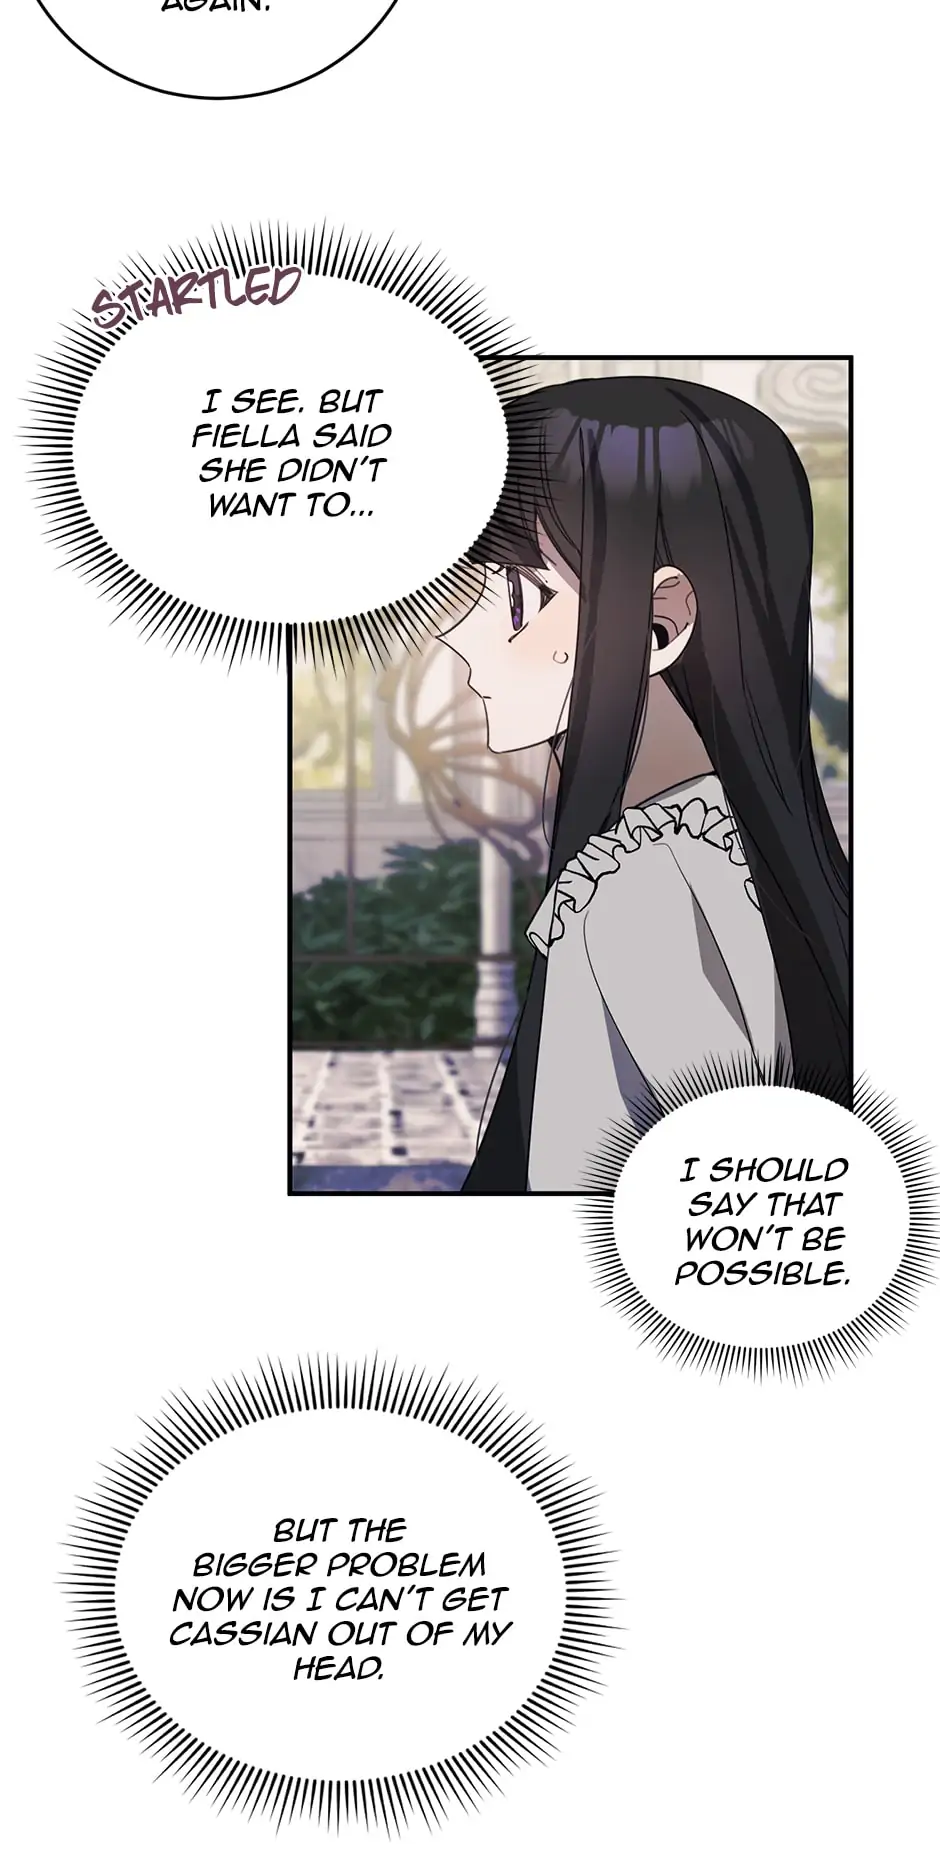 AGAIN.
STARTLED
I SEE. BUT
FIELLA SAID
SHE DIDN'T
WANT TO...
I SHOULD
SAY THAT
WON'T BE
POSSIBLE.
BUT THE
BIGGER PROBLEM
NOW IS I CAN'T GET
CASSIAN OUT OF MY
HEAD.